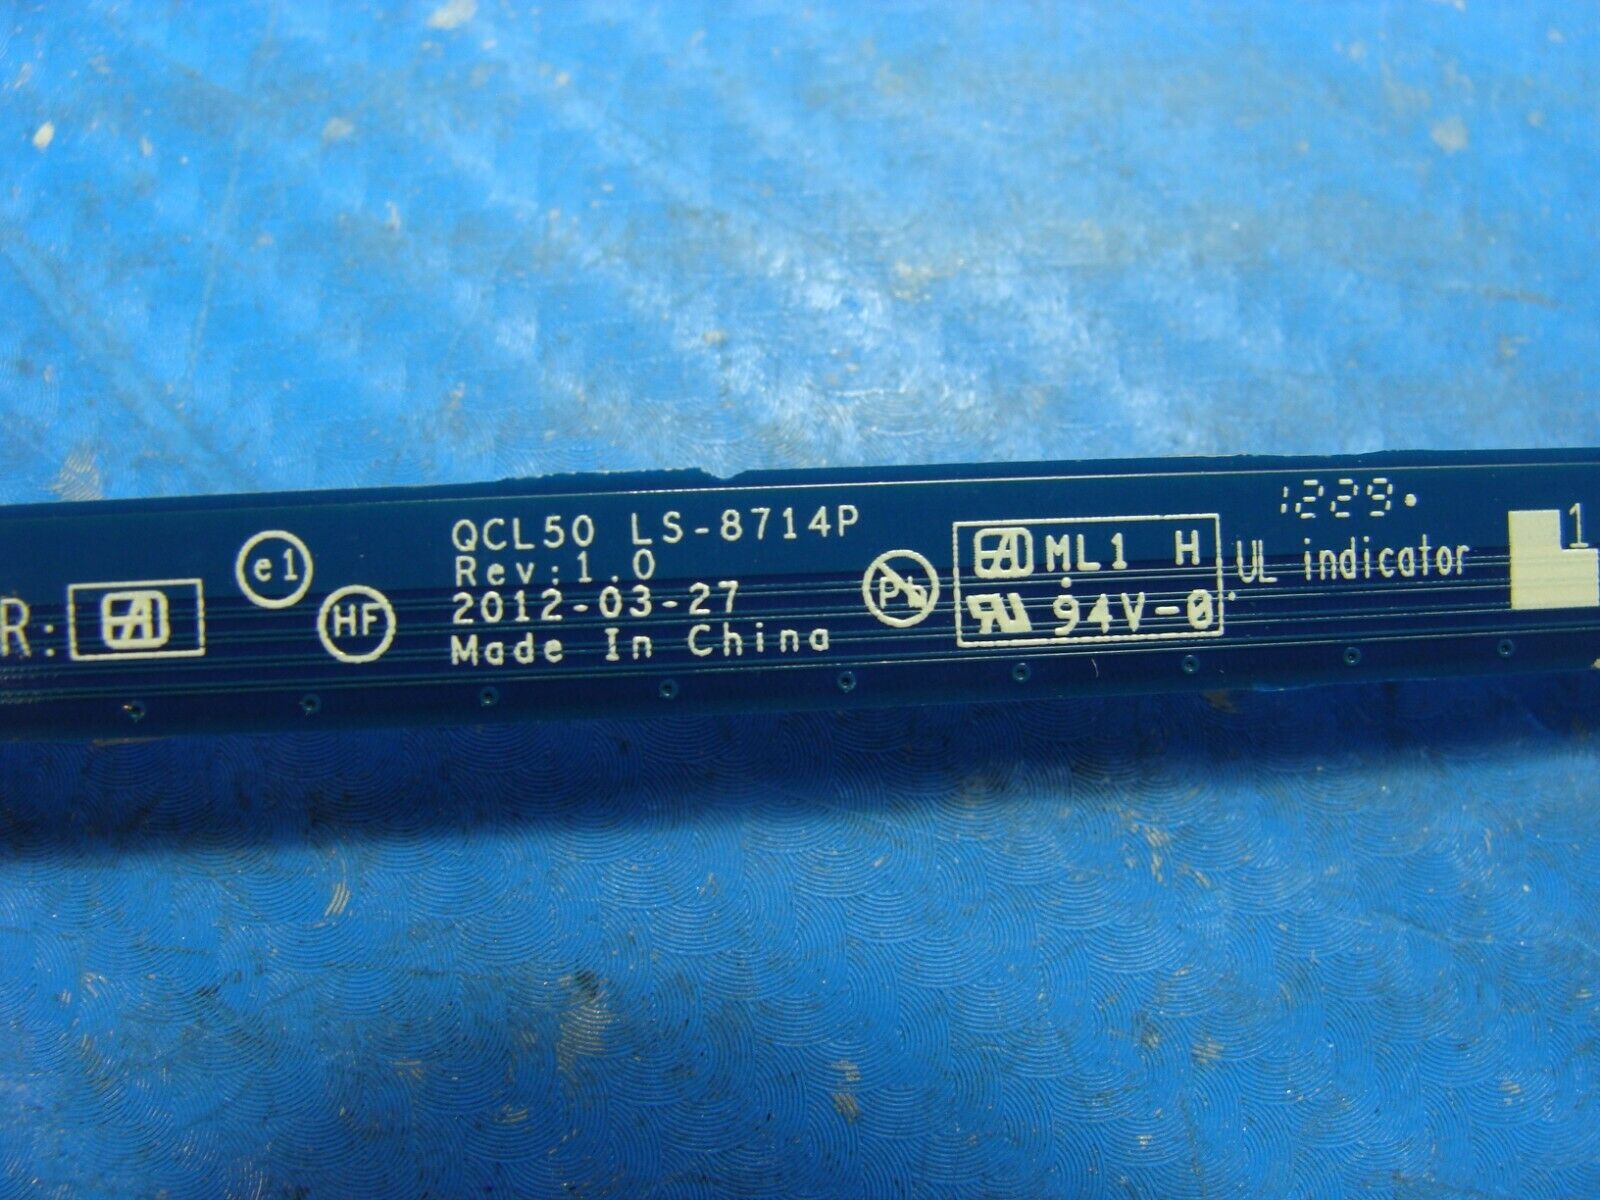 R:
e1
HF
QCL50 LS-8714P
Rev:1.0
2012-03-27
Made In China
Pb
ML1 H
94V-0
UL indicator
1229
1